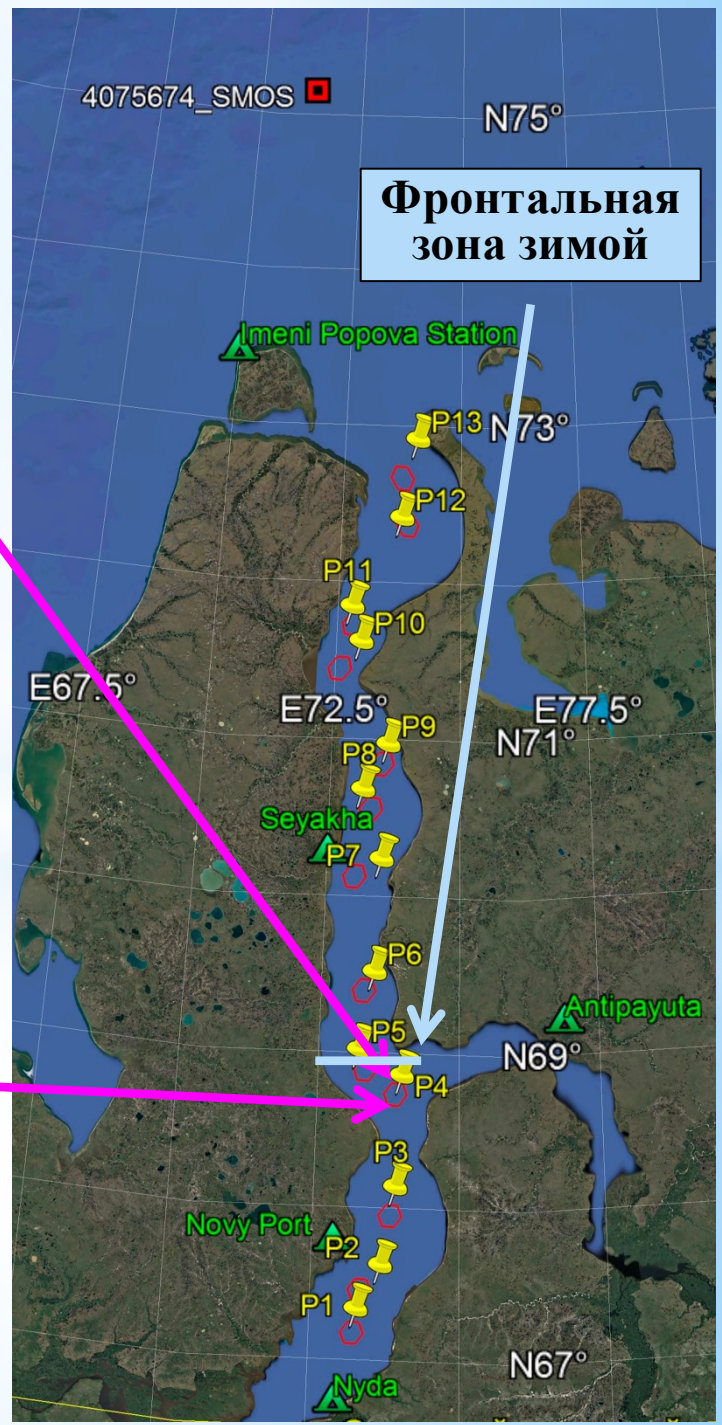 4075674_SMOS
N75°
Фронтальная
зона зимой
Imeni Popova Station
P13
N73°
P12
P11
P10
E67.5°
E72.5°
E77.5°
P9
N71°
P8
Seyakha
P7
P6
Antipayuta
P5
N69°
P4
P3
Novy Port
P2
P1
N67°
Nyda